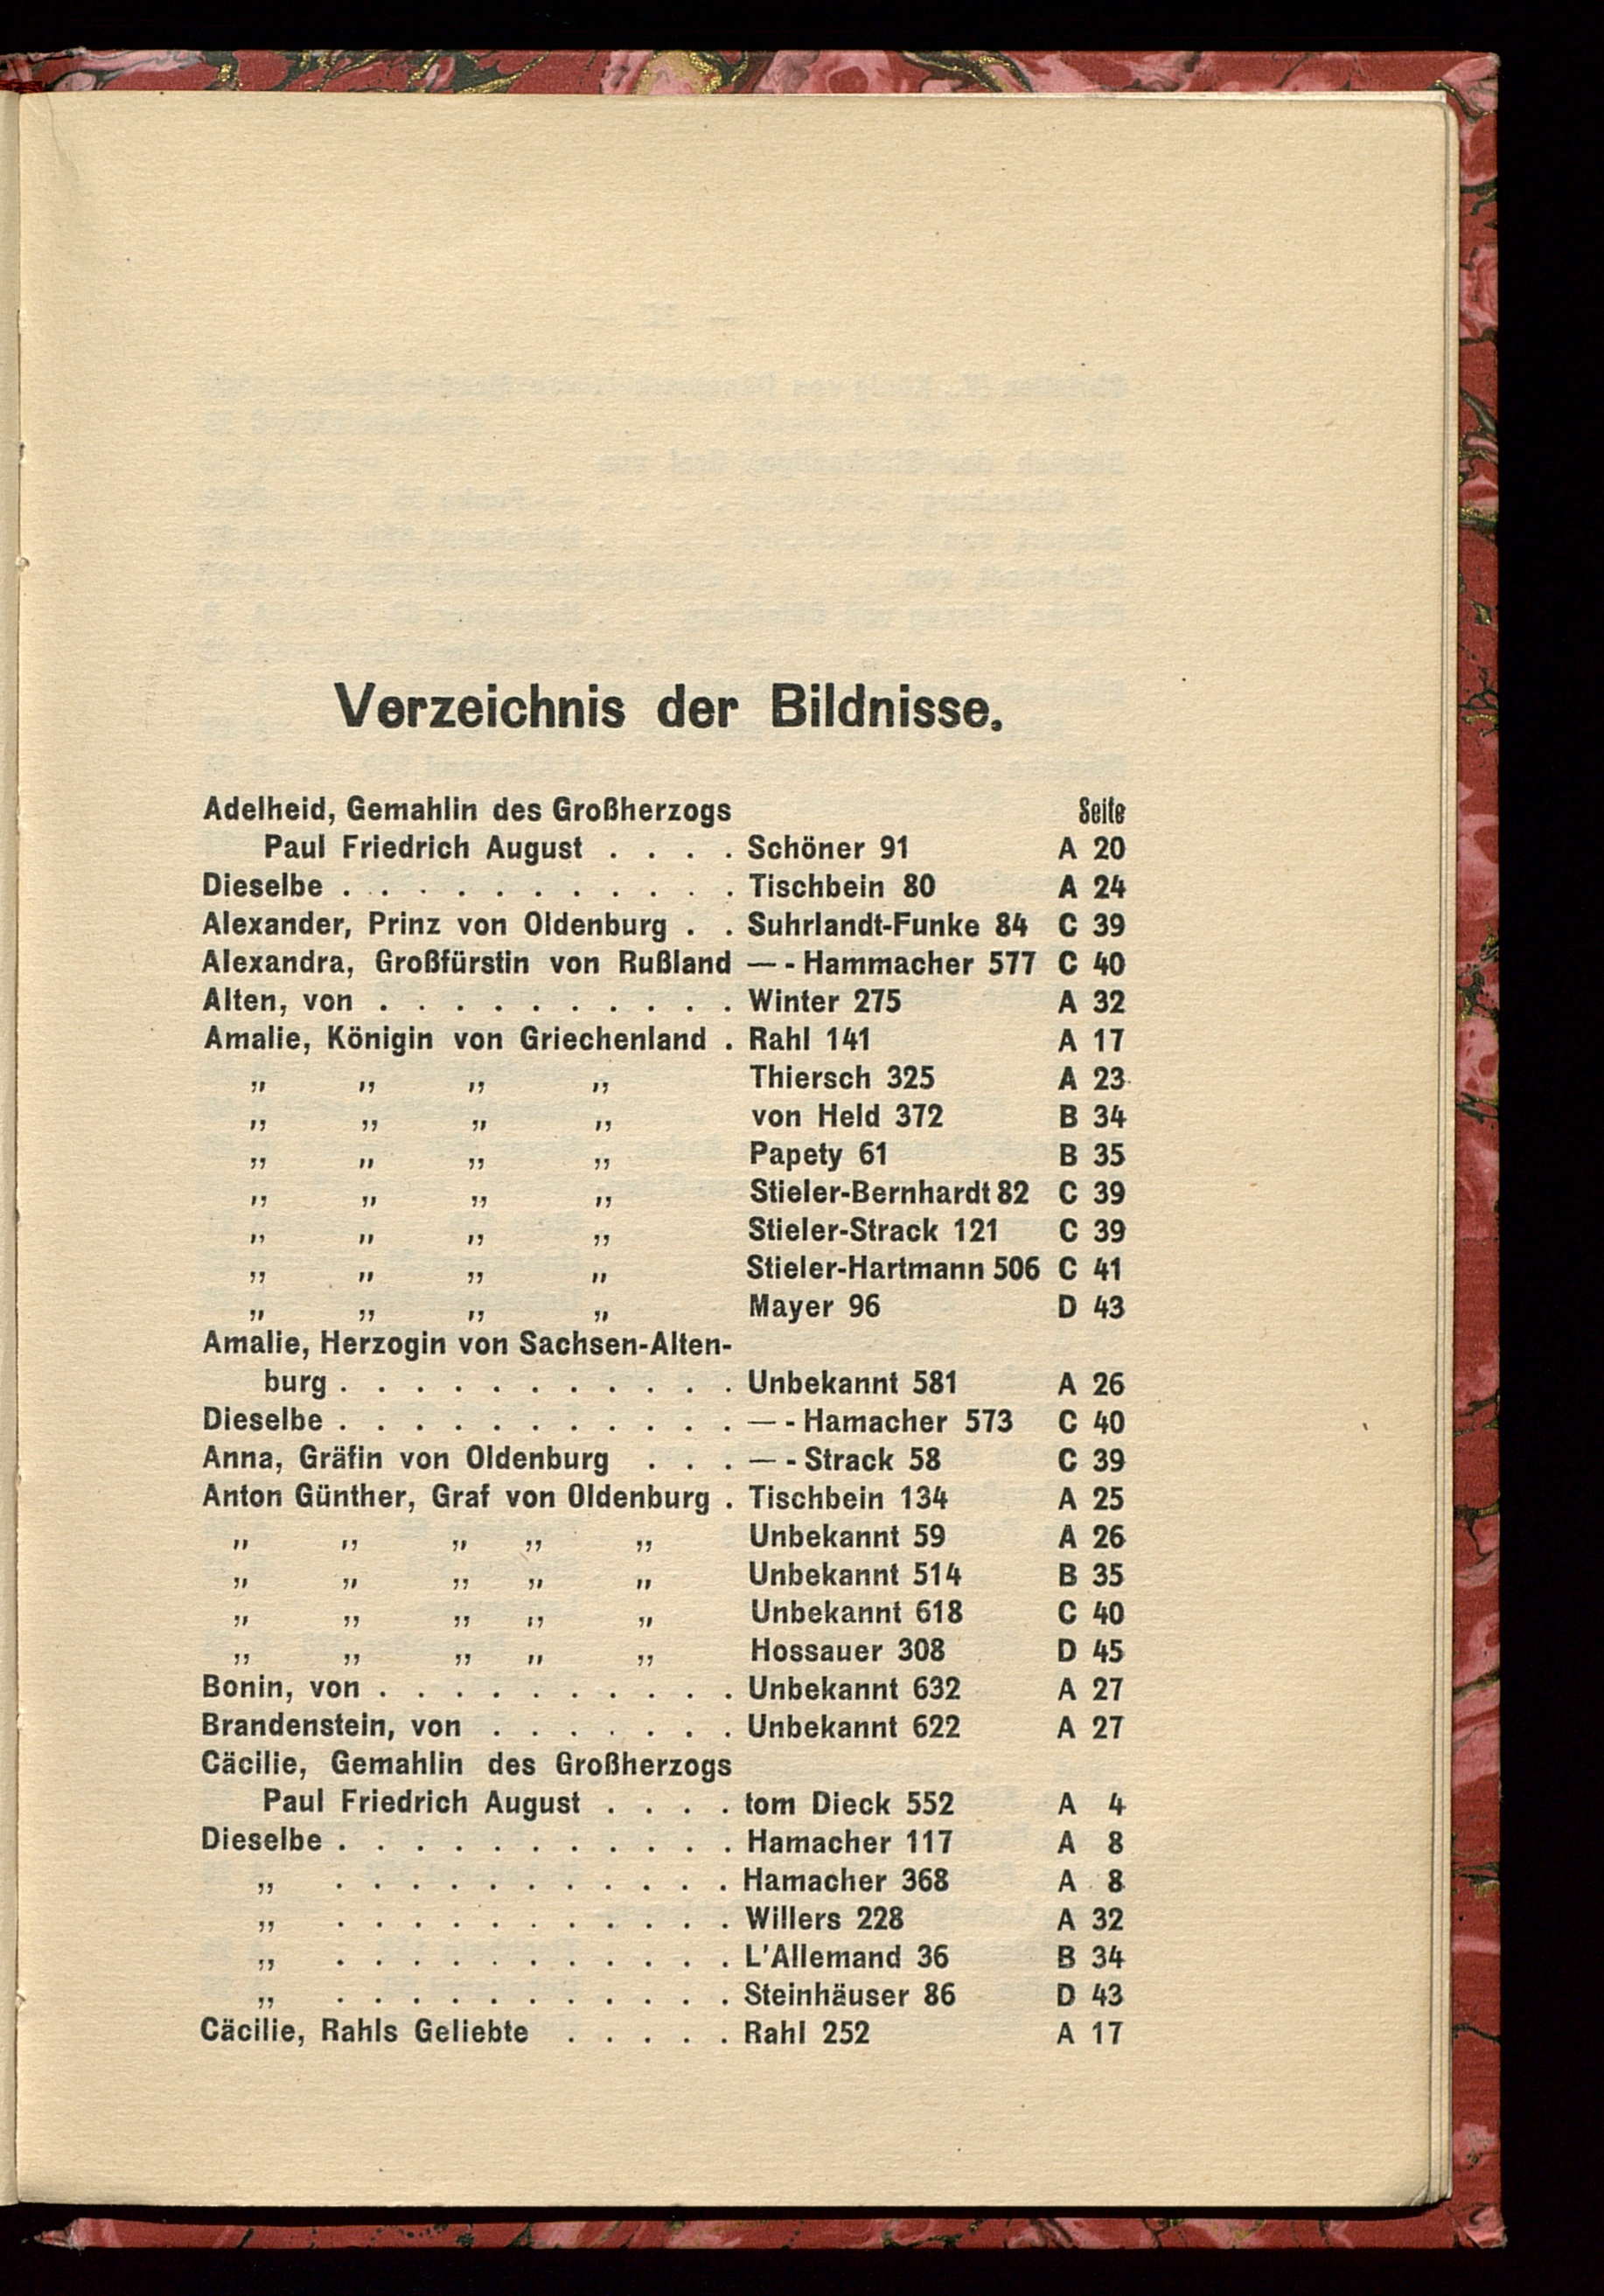 Verzeichnis der Bildnisse.
Adelheid, Gemahlin des Großherzogs Seite
Paul Friedrich August . . . . Schöner 91 A 20
Dieselbe . . . . . . . . . . . Tischbein 80 A 24
Alexander, Prinz von Oldenburg . . Suhrlandt-Funke 84 C 39
Alexandra, Großfürstin von Rußland — - Hammacher 577 C 40
Alten, von . . . . . . . . . . Winter 275 A 32
Amalie, Königin von Griechenland . Rahl 141 A 17
„ „ „ „ Thiersch 325 A 23
„ „ „ „ von Held 372 B 34
„ „ „ „ Papety 61 B 35
„ „ „ „ Stieler-Bernhardt 82 C 39
„ „ „ „ Stieler-Strack 121 C 39
„ „ „ „ Stieler-Hartmann 506 C 41
„ „ „ „ Mayer 96 D 43
Amalie, Herzogin von Sachsen-Alten-
burg . . . . . . . . . . . Unbekannt 581 A 26
Dieselbe . . . . . . . . . . . — - Hamacher 573 C 40
Anna, Gräfin von Oldenburg . . . — - Strack 58 C 39
Anton Günther, Graf von Oldenburg . Tischbein 134 A 25
„ „ „ „ „ Unbekannt 59 A 26
„ „ „ „ „ Unbekannt 514 B 35
„ „ „ „ „ Unbekannt 618 C 40
„ „ „ „ „ Hossauer 308 D 45
Bonin, von . . . . . . . . . . Unbekannt 632 A 27
Brandenstein, von . . . . . . . Unbekannt 622 A 27
Cäcilie, Gemahlin des Großherzogs
Paul Friedrich August . . . . tom Dieck 552 A 4
Dieselbe . . . . . . . . . . . Hamacher 117 A 8
„ . . . . . . . . . . . Hamacher 368 A 8
„ . . . . . . . . . . . Willers 228 A 32
„ . . . . . . . . . . . L'Allemand 36 B 34
„ . . . . . . . . . . . Steinhäuser 86 D 43
Cäcilie, Rahls Geliebte . . . . . Rahl 252 A 17